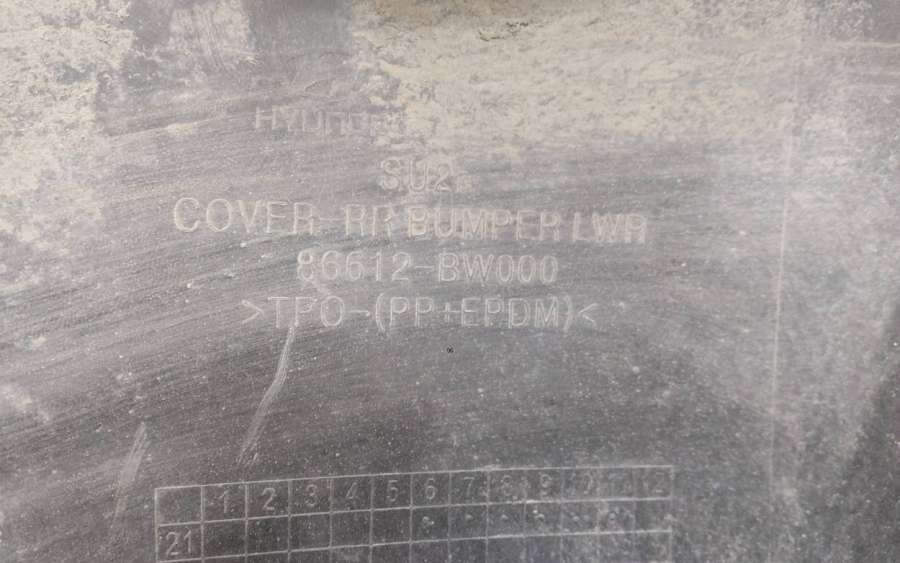 SU2
COVER-RR BUMPER LWR
86612-BW000
>TPO-(PP+EPDM)<
1 2 3 4 5 6 7 8 9 10 11 12
21